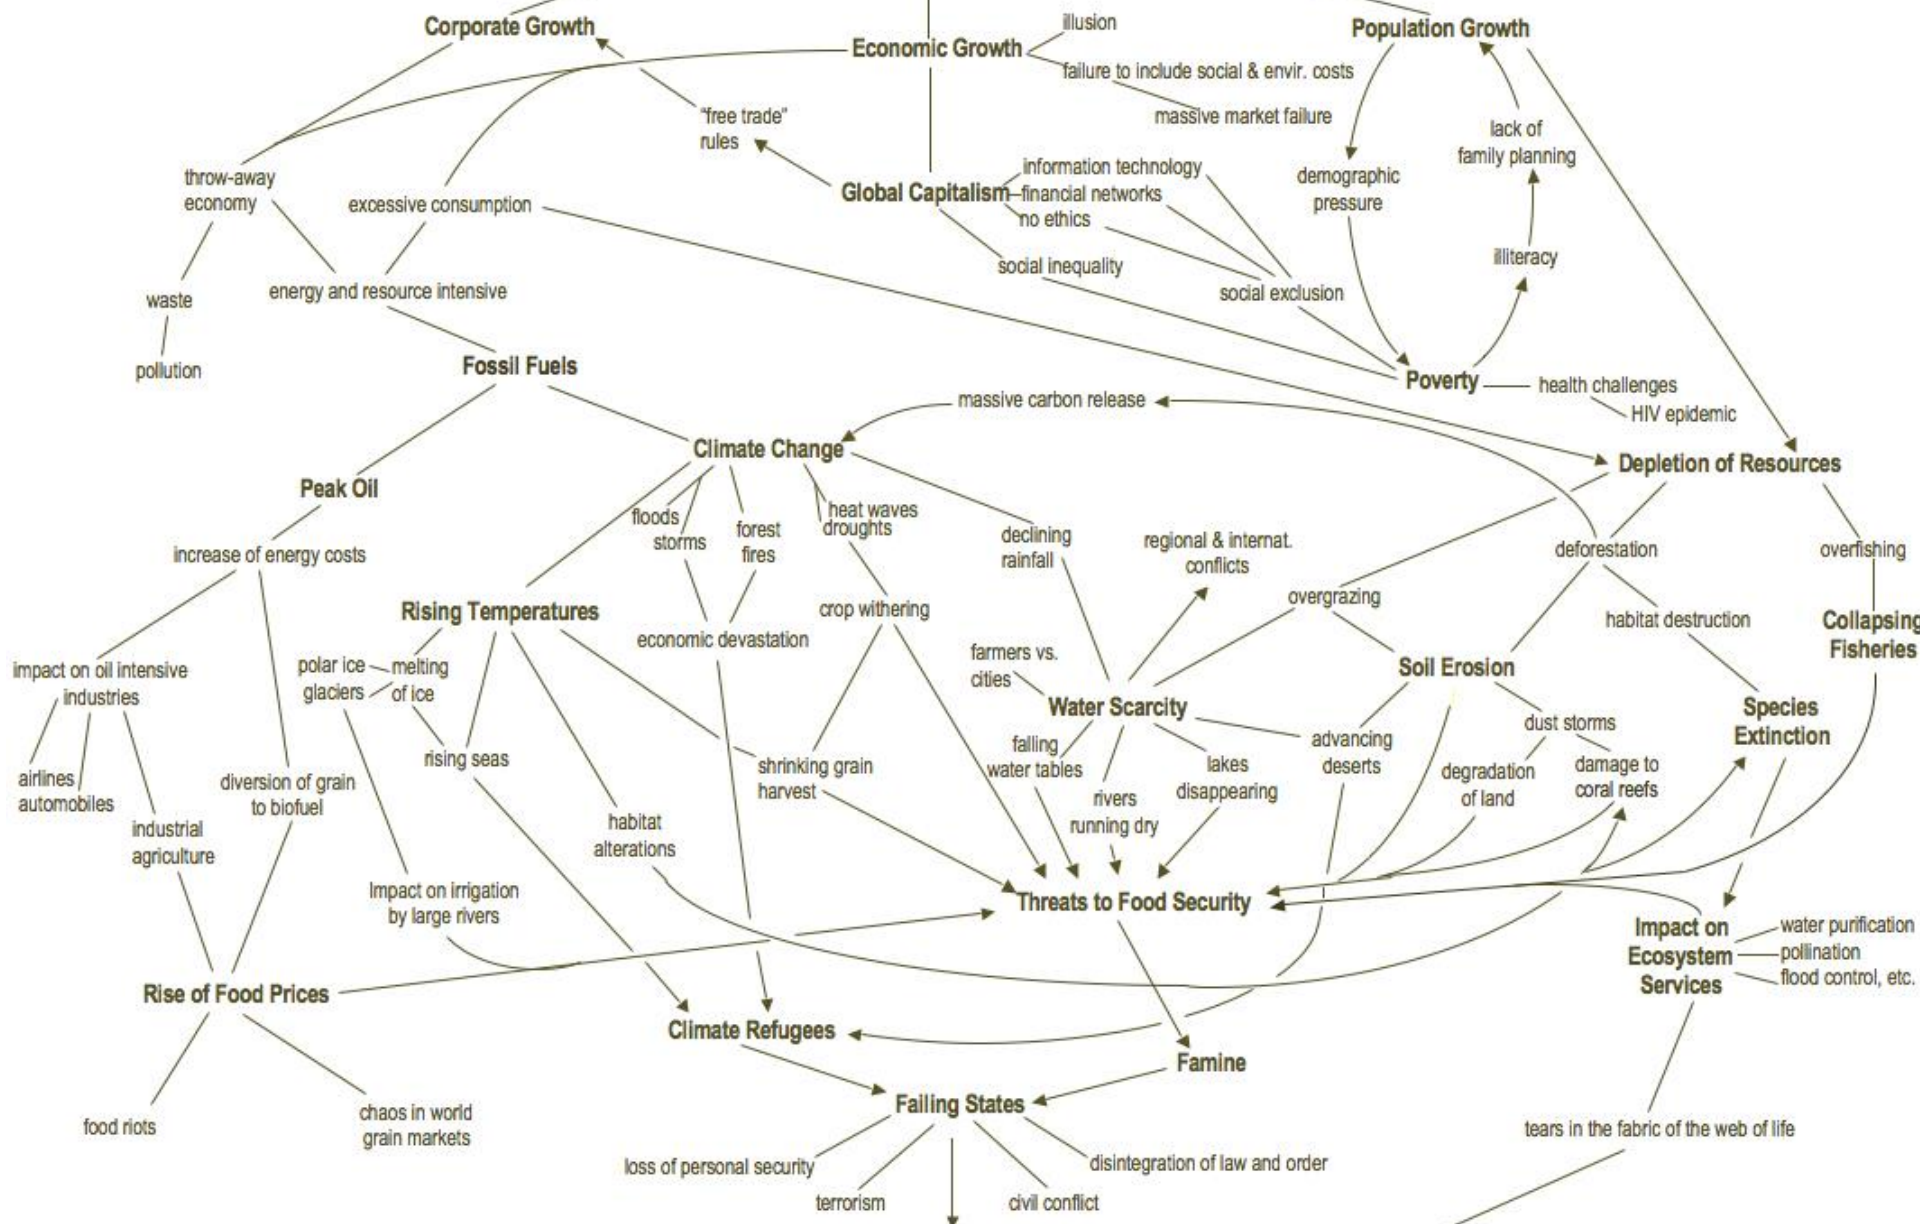 Corporate Growth
Economic Growth
illusion
Population Growth
failure to include social & envir. costs
massive market failure
"free trade"
rules
lack of
family planning
throw-away
economy
excessive consumption
Global Capitalism
information technology
financial networks
no ethics
demographic
pressure
social inequality
illiteracy
waste
energy and resource intensive
social exclusion
pollution
Fossil Fuels
Poverty
health challenges
HIV epidemic
massive carbon release
Climate Change
Depletion of Resources
Peak Oil
floods
storms
forest
fires
heat waves
droughts
declining
rainfall
regional & internat.
conflicts
deforestation
overfishing
increase of energy costs
Rising Temperatures
crop withering
overgrazing
habitat destruction
Collapsing
Fisheries
economic devastation
impact on oil intensive
industries
polar ice
glaciers
melting
of ice
farmers vs.
cities
Soil Erosion
Water Scarcity
Species
Extinction
dust storms
rising seas
falling
water tables
advancing
deserts
airlines
automobiles
diversion of grain
to biofuel
shrinking grain
harvest
rivers
running dry
lakes
disappearing
degradation
of land
damage to
coral reefs
industrial
agriculture
habitat
alterations
Impact on irrigation
by large rivers
Threats to Food Security
Impact on
Ecosystem
Services
water purification
pollination
flood control, etc.
Rise of Food Prices
Climate Refugees
Famine
Failing States
food riots
chaos in world
grain markets
tears in the fabric of the web of life
loss of personal security
terrorism
civil conflict
disintegration of law and order